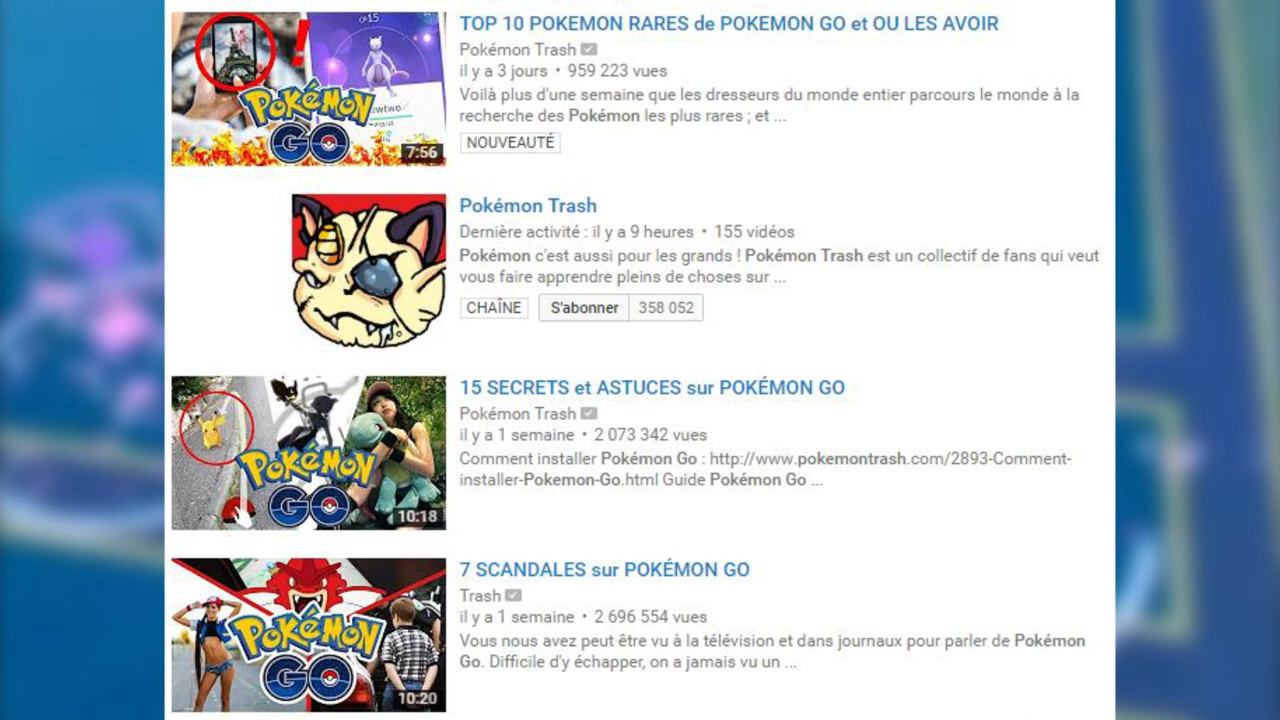 CP15
POKÉMON
GO
ewtwo
7:56
TOP 10 POKEMON RARES de POKEMON GO et OU LES AVOIR
Pokémon Trash
il y a 3 jours • 959 223 vues
Voilà plus d'une semaine que les dresseurs du monde entier parcours le monde à la
recherche des Pokémon les plus rares ; et ...
NOUVEAUTÉ
Pokémon Trash
Dernière activité : il y a 9 heures • 155 vidéos
Pokémon c'est aussi pour les grands ! Pokémon Trash est un collectif de fans qui veut
vous faire apprendre pleins de choses sur ...
CHAÎNE S'abonner 358 052
POKÉMON
GO
10:18
15 SECRETS et ASTUCES sur POKÉMON GO
Pokémon Trash
il y a 1 semaine • 2 073 342 vues
Comment installer Pokémon Go : http://www.pokemontrash.com/2893-Comment-
installer-Pokemon-Go.html Guide Pokémon Go ...
POKÉMON
GO
10:20
7 SCANDALES sur POKÉMON GO
Trash
il y a 1 semaine • 2 696 554 vues
Vous nous avez peut être vu à la télévision et dans journaux pour parler de Pokémon
Go. Difficile d'y échapper, on a jamais vu un ...